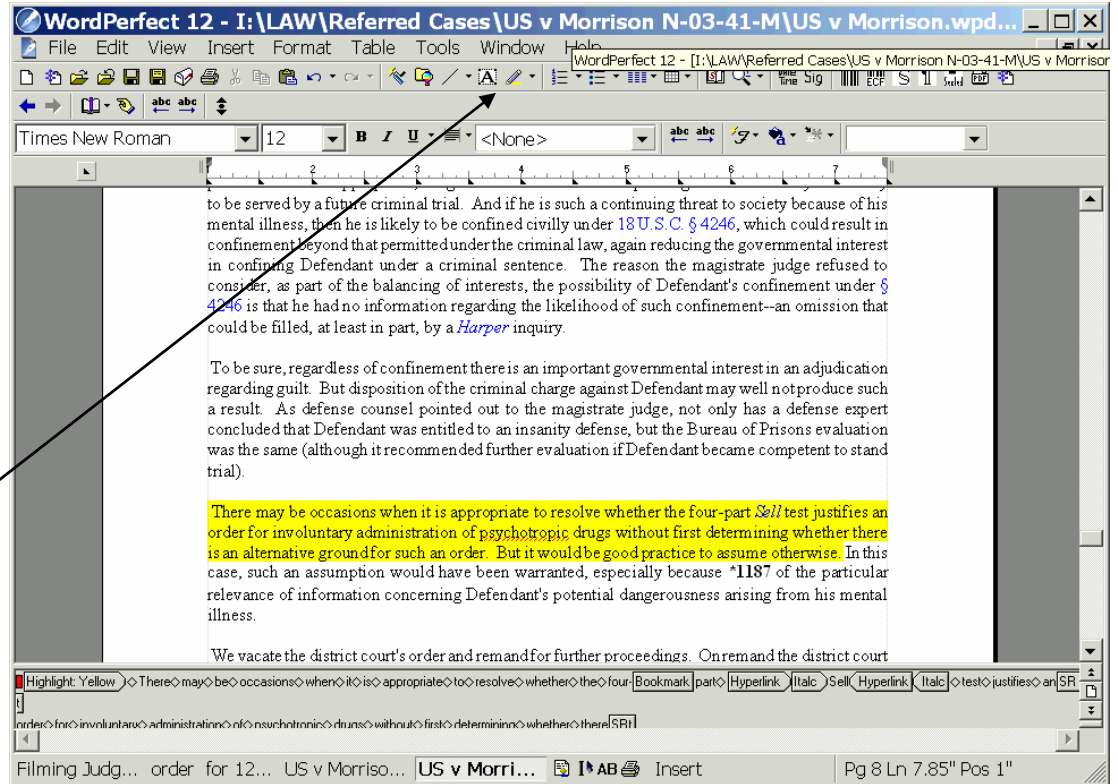 WordPerfect 12 - I:\LAW\Referred Cases\US v Morrison N-03-41-M\US v Morrison.wpd...
File Edit View Insert Format Table Tools Window Help
WordPerfect 12 - [I:\LAW\Referred Cases\US v Morrison N-03-41-M\US v Morrison
Sig ECF S 1
abc abc
Times New Roman 12 B I U <None> abc abc
2 3 4 5 6 7
to be served by a future criminal trial. And if he is such a continuing threat to society because of his
mental illness, then he is likely to be confined civilly under 18 U.S.C. § 4246, which could result in
confinement beyond that permitted under the criminal law, again reducing the governmental interest
in confining Defendant under a criminal sentence. The reason the magistrate judge refused to
consider, as part of the balancing of interests, the possibility of Defendant's confinement under §
4246 is that he had no information regarding the likelihood of such confinement--an omission that
could be filled, at least in part, by a Harper inquiry.
To be sure, regardless of confinement there is an important governmental interest in an adjudication
regarding guilt. But disposition of the criminal charge against Defendant may well not produce such
a result. As defense counsel pointed out to the magistrate judge, not only has a defense expert
concluded that Defendant was entitled to an insanity defense, but the Bureau of Prisons evaluation
was the same (although it recommended further evaluation if Defendant became competent to stand
trial).
There may be occasions when it is appropriate to resolve whether the four-part Sell test justifies an
order for involuntary administration of psychotropic drugs without first determining whether there
is an alternative ground for such an order. But it would be good practice to assume otherwise. In this
case, such an assumption would have been warranted, especially because *1187 of the particular
relevance of information concerning Defendant's potential dangerousness arising from his mental
illness.
We vacate the district court's order and remand for further proceedings. On remand the district court
Highlight: Yellow There◇may◇be◇occasions◇when◇it◇is◇appropriate◇to◇resolve◇whether◇the◇four- Bookmark part◇ Hyperlink Italc Sell Hyperlink Italc ◇test◇justifies◇an SR
t
order◇for◇involuntary◇administration◇of◇psychotropic◇drugs◇without◇first◇determining◇whether◇there SRt
Filming Judg... order for 12... US v Morriso... US v Morri... AB Insert Pg 8 Ln 7.85" Pos 1"